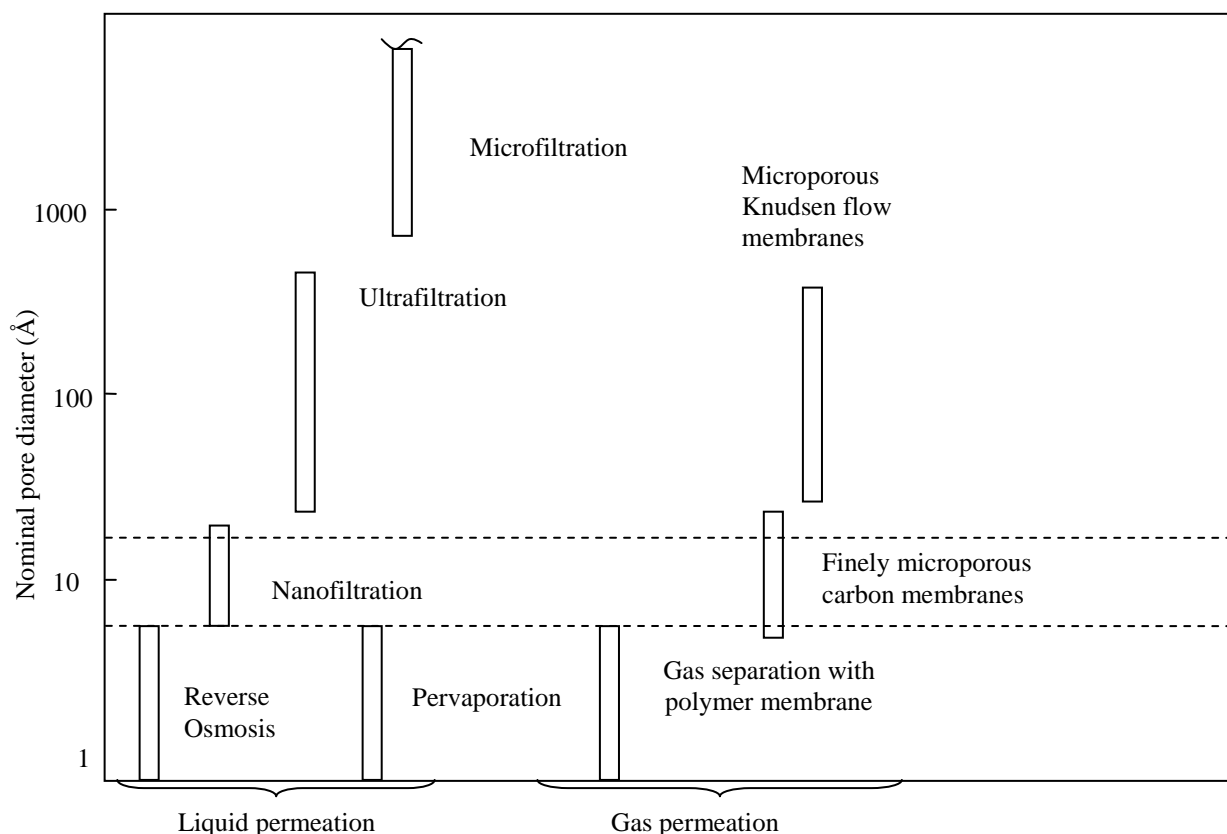 Microfiltration
Microporous
Knudsen flow
membranes
1000
Ultrafiltration
Nominal pore diameter (Å)
100
10
Nanofiltration
Finely microporous
carbon membranes
Reverse
Osmosis
Pervaporation
Gas separation with
polymer membrane
1
Liquid permeation
Gas permeation